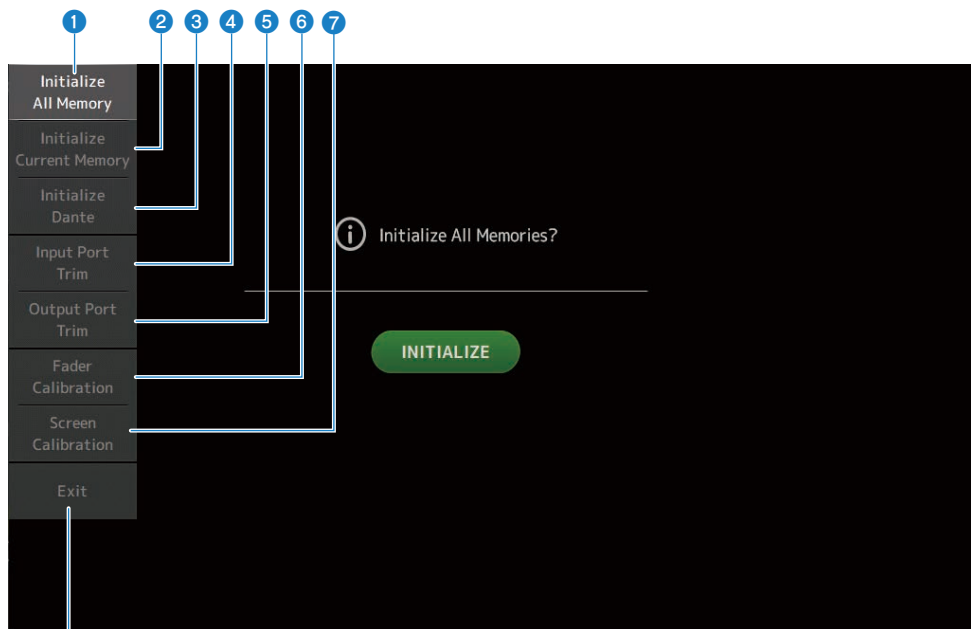 1 2 3 4 5 6 7
Initialize
All Memory
Initialize
Current Memory
Initialize
Dante
Input Port
Trim
Output Port
Trim
Fader
Calibration
Screen
Calibration
Exit
i Initialize All Memories?
INITIALIZE